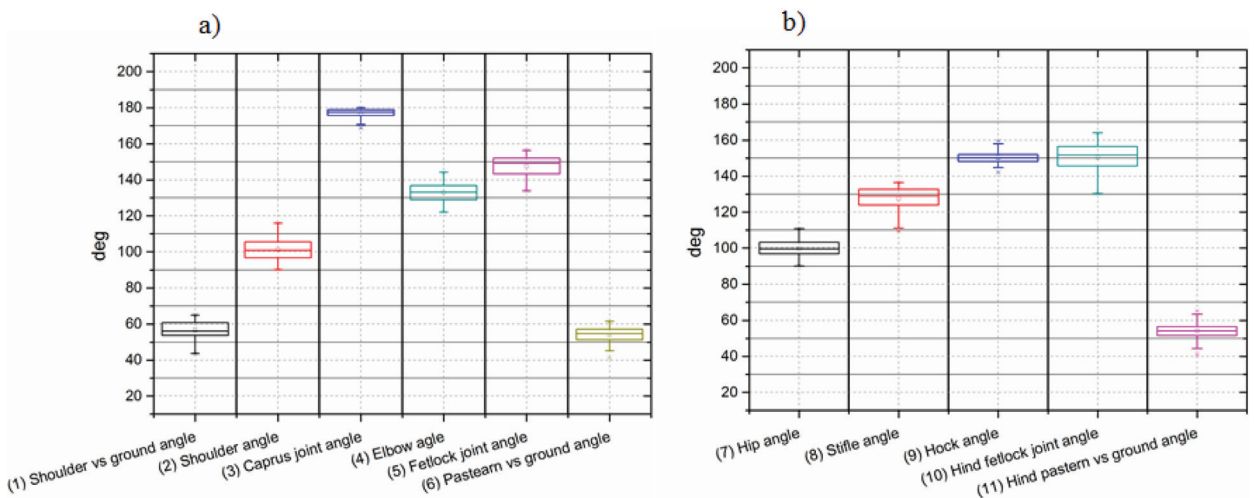 a)
200
180
160
140
120
100
80
60
40
20
deg
(1) Shoulder vs ground angle
(2) Shoulder angle
(3) Caprus joint angle
(4) Elbow agle
(5) Fetlock joint angle
(6) Pastearn vs ground angle
b)
200
180
160
140
120
100
80
60
40
20
deg
(7) Hip angle
(8) Stifle angle
(9) Hock angle
(10) Hind fetlock joint angle
(11) Hind pastern vs ground angle